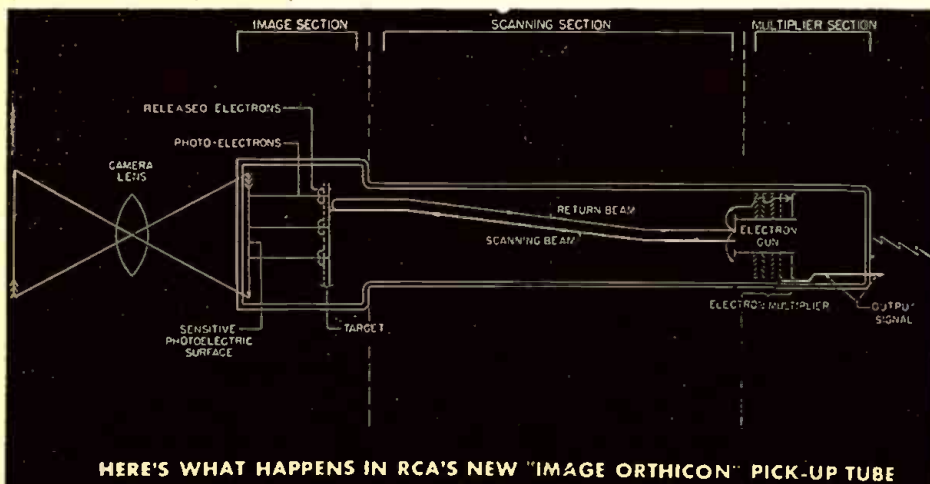 IMAGE SECTION
SCANNING SECTION
MULTIPLIER SECTION
RELEASED ELECTRONS
PHOTO-ELECTRONS
CAMERA
LENS
RETURN BEAM
SCANNING BEAM
ELECTRON
GUN
ELECTRON MULTIPLIER
OUTPUT
SIGNAL
SENSITIVE
PHOTOELECTRIC
SURFACE
TARGET
HERE'S WHAT HAPPENS IN RCA'S NEW "IMAGE ORTHICON" PICK-UP TUBE